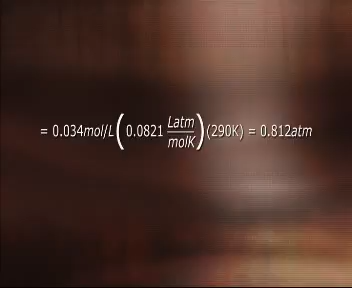 = 0.034mol/L(0.0821 Latm/molK)(290K) = 0.812atm